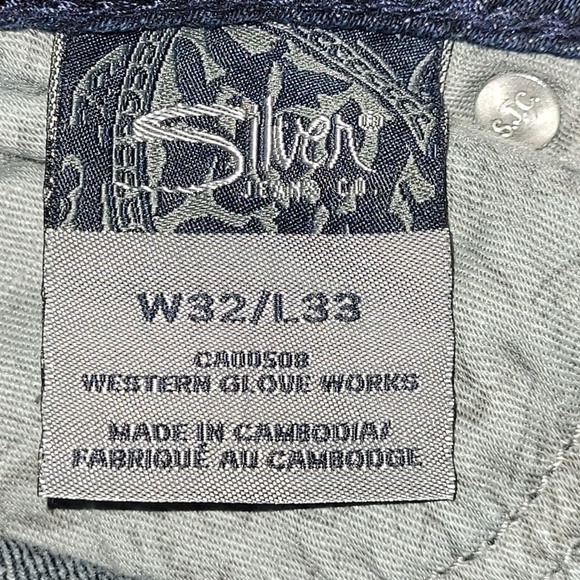 Silver
JEANS CO.
S.J.C.
W32/L33
CA00508
WESTERN GLOVE WORKS
MADE IN CAMBODIA/
FABRIQUÉ AU CAMBODGE